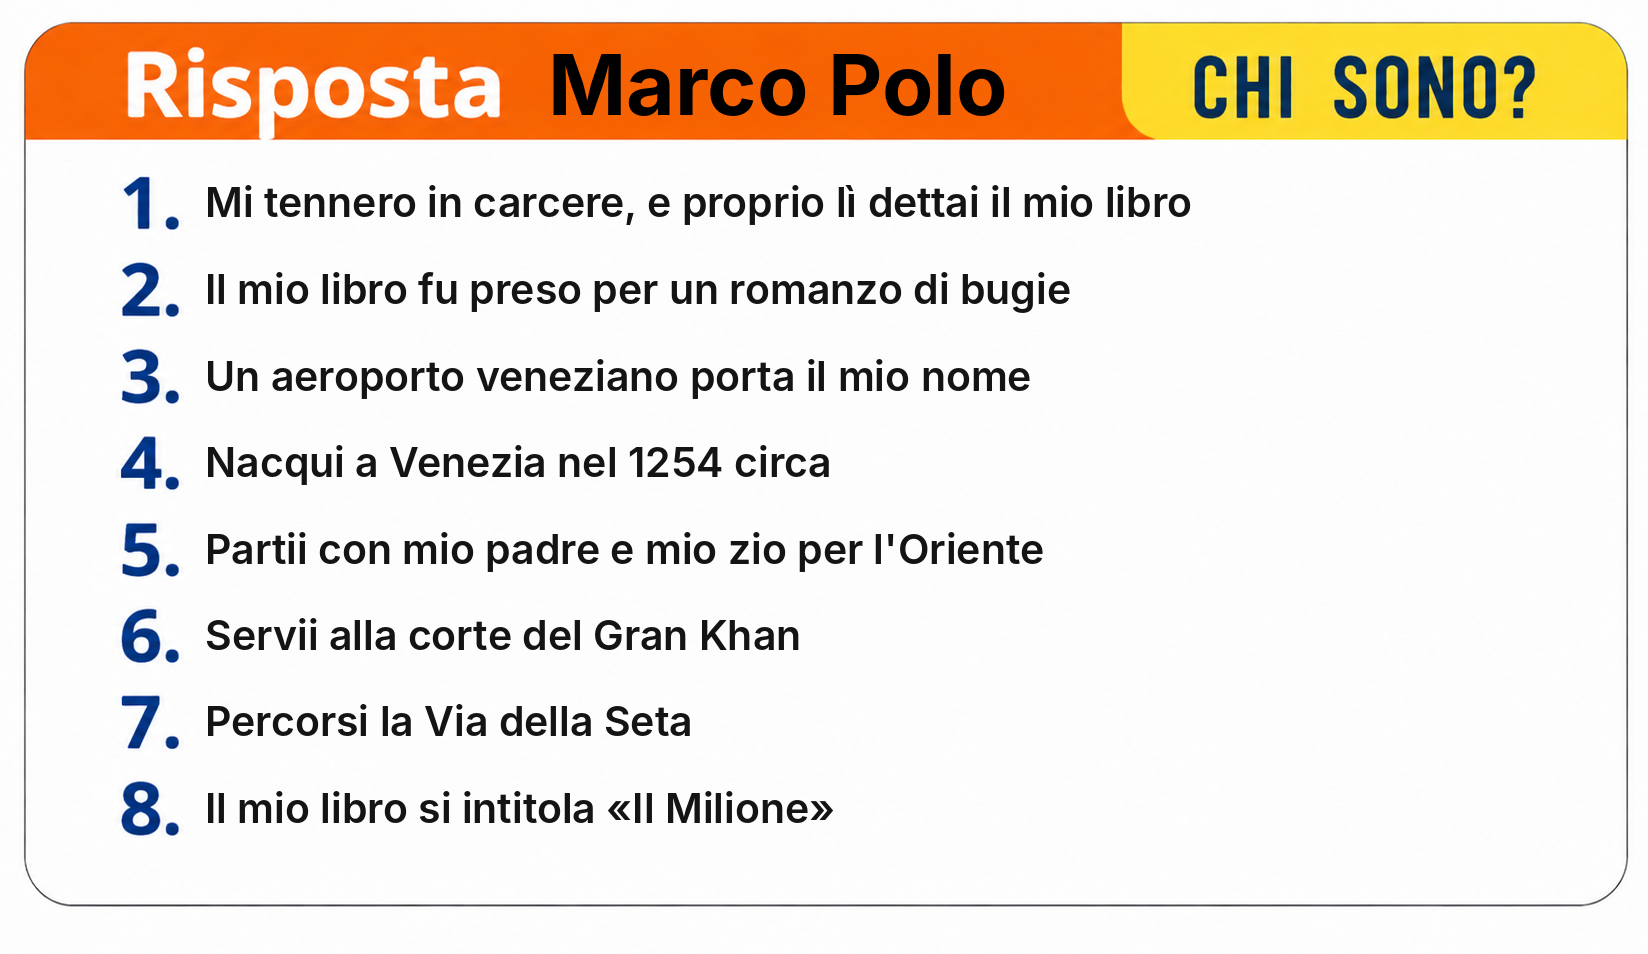 Risposta Marco Polo CHI SONO?
1. Mi tennero in carcere, e proprio lì dettai il mio libro
2. Il mio libro fu preso per un romanzo di bugie
3. Un aeroporto veneziano porta il mio nome
4. Nacqui a Venezia nel 1254 circa
5. Partii con mio padre e mio zio per l'Oriente
6. Servii alla corte del Gran Khan
7. Percorsi la Via della Seta
8. Il mio libro si intitola «Il Milione»